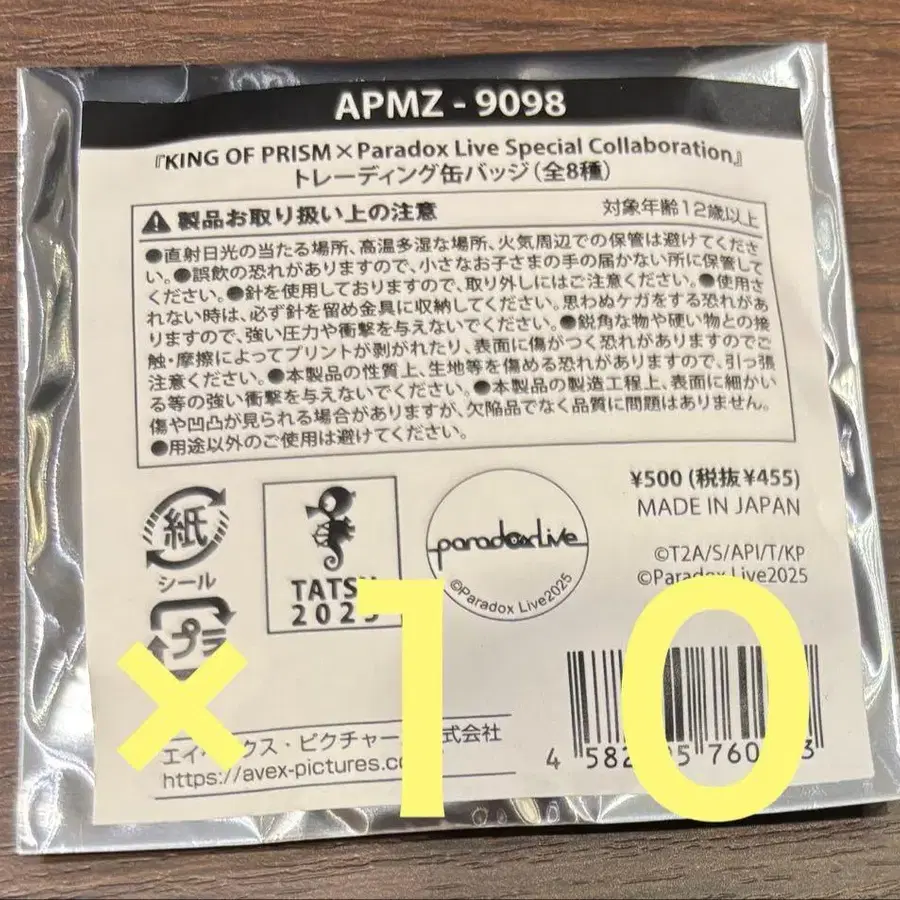 APMZ - 9098
『KING OF PRISM×Paradox Live Special Collaboration』
トレーディング缶バッジ(全8種)
製品お取り扱い上の注意 対象年齢12歳以上
●直射日光の当たる場所、高温多湿な場所、火気周辺での保管は避けてくださ
い。●誤飲の恐れがありますので、小さなお子さまの手の届かない所に保管して
ください。●針を使用しておりますので、取り外しにはご注意ください。●使用さ
れない時は、必ず針を留め金具に収納してください。思わぬケガをする恐れがあ
りますので、強い圧力や衝撃を与えないでください。●鋭角な物や硬い物との接
触・摩擦によってプリントが剥がれたり、表面に傷がつく恐れがありますのでご
注意ください。●本製品の性質上、生地等を傷める恐れがありますので、引っ張
る等の強い衝撃を与えないでください。●本製品の製造工程上、表面に細かい
傷や凹凸が見られる場合がありますが、欠陥品でなく品質に問題はありません。
●用途以外のご使用は避けてください。
¥500 (税抜¥455)
MADE IN JAPAN
紙
シール
プラ
TATSU
2025
paradoxlive
©Paradox Live2025
©T2A/S/API/T/KP
©Paradox Live2025
×10
https://avex-pictures.co